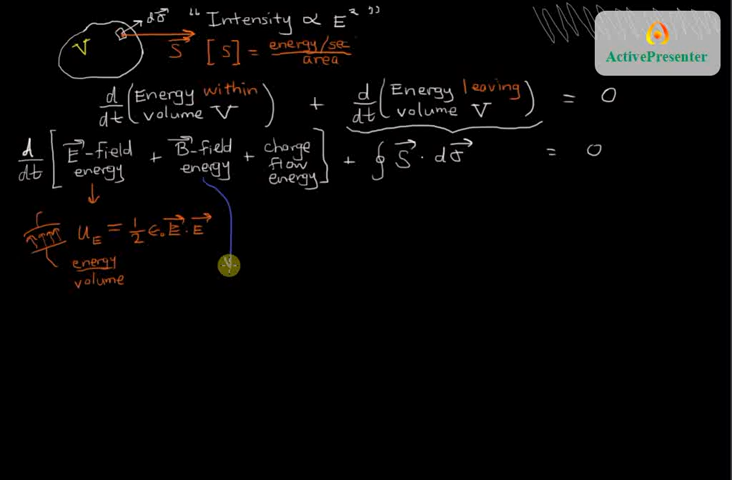 dσ⃗ " Intensity ∝ E² "
V S⃗ [S] = energy/sec / area
ActivePresenter
d/dt (Energy within volume V) + d/dt (Energy leaving volume V) = 0
d/dt [E⃗-field energy + B⃗-field energy + charge flow energy] + ∮ S⃗ · dσ⃗ = 0
u_E = ½ ε₀ E⃗ · E⃗
energy
volume